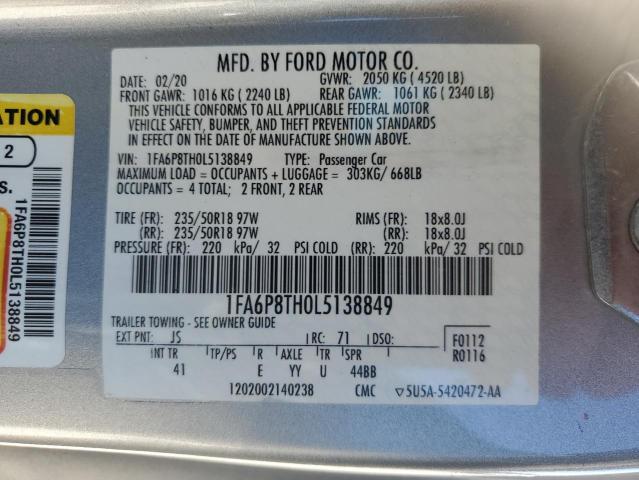 MFD. BY FORD MOTOR CO.
DATE: 02/20 GVWR: 2050 KG ( 4520 LB)
FRONT GAWR: 1016 KG ( 2240 LB) REAR GAWR: 1061 KG ( 2340 LB)
THIS VEHICLE CONFORMS TO ALL APPLICABLE FEDERAL MOTOR
VEHICLE SAFETY, BUMPER, AND THEFT PREVENTION STANDARDS
IN EFFECT ON THE DATE OF MANUFACTURE SHOWN ABOVE.
VIN: 1FA6P8TH0L5138849 TYPE: Passenger Car
MAXIMUM LOAD = OCCUPANTS + LUGGAGE = 303KG/ 668LB
OCCUPANTS = 4 TOTAL; 2 FRONT, 2 REAR
TIRE (FR): 235/50R18 97W RIMS (FR): 18x8.0J
(RR): 235/50R18 97W (RR): 18x8.0J
PRESSURE (FR): 220 kPa/ 32 PSI COLD (RR): 220 kPa/ 32 PSI COLD
1FA6P8TH0L5138849
TRAILER TOWING - SEE OWNER GUIDE
EXT PNT: JS RC: 71 DSO: F0112
R0116
INT TR TP/PS R AXLE TR SPR
41 E YY U 44BB
1202002140238 CMC ▽5U5A-5420472-AA
ATION
2
s.
1FA6P8TH0L5138849